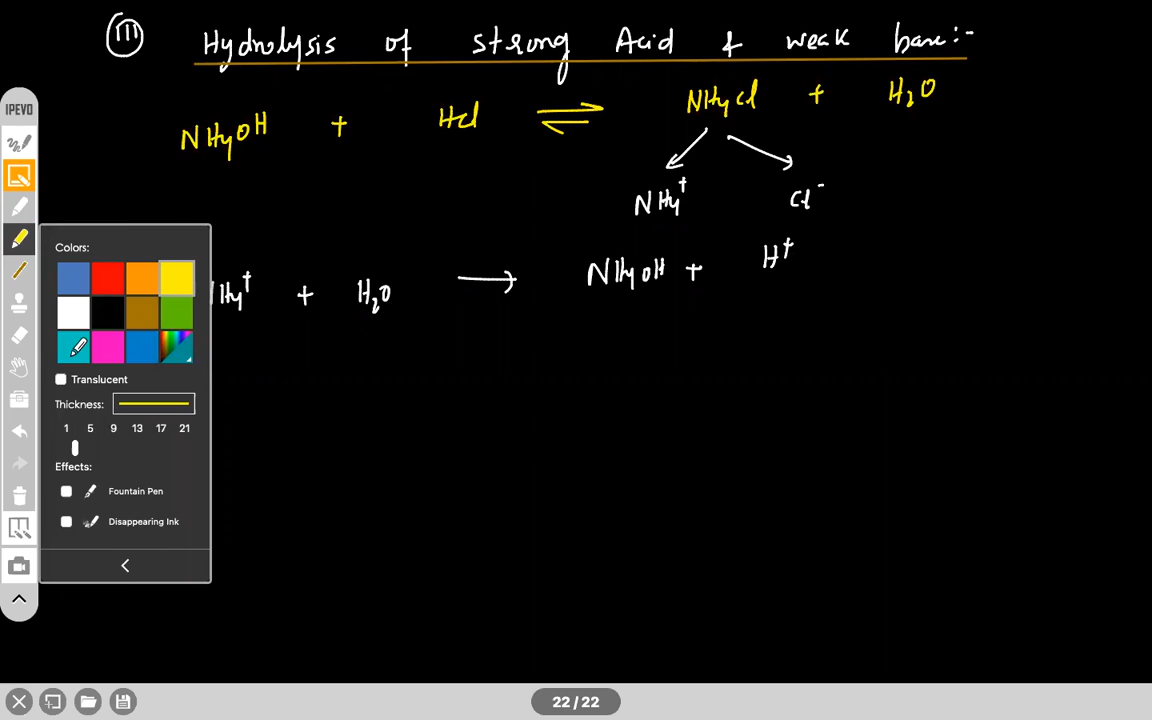 (III) Hydrolysis of strong Acid & weak base:-
NH4OH + HCl ⇌ NH4Cl + H2O
NH4+ Cl-
H4+ + H2O → NH4OH + H+
IPEVO
Colors:
Translucent
Thickness:
1 5 9 13 17 21
Effects:
Fountain Pen
Disappearing Ink
22 / 22